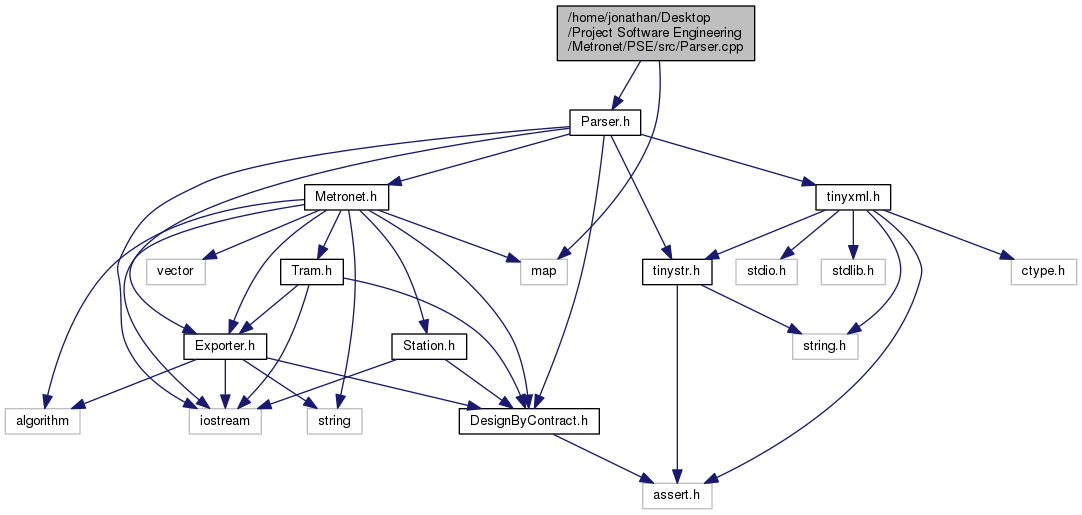 /home/jonathan/Desktop
/Project Software Engineering
/Metronet/PSE/src/Parser.cpp
Parser.h
Metronet.h
tinyxml.h
vector
Tram.h
map
tinystr.h
stdio.h
stdlib.h
ctype.h
Exporter.h
Station.h
string.h
algorithm
iostream
string
DesignByContract.h
assert.h